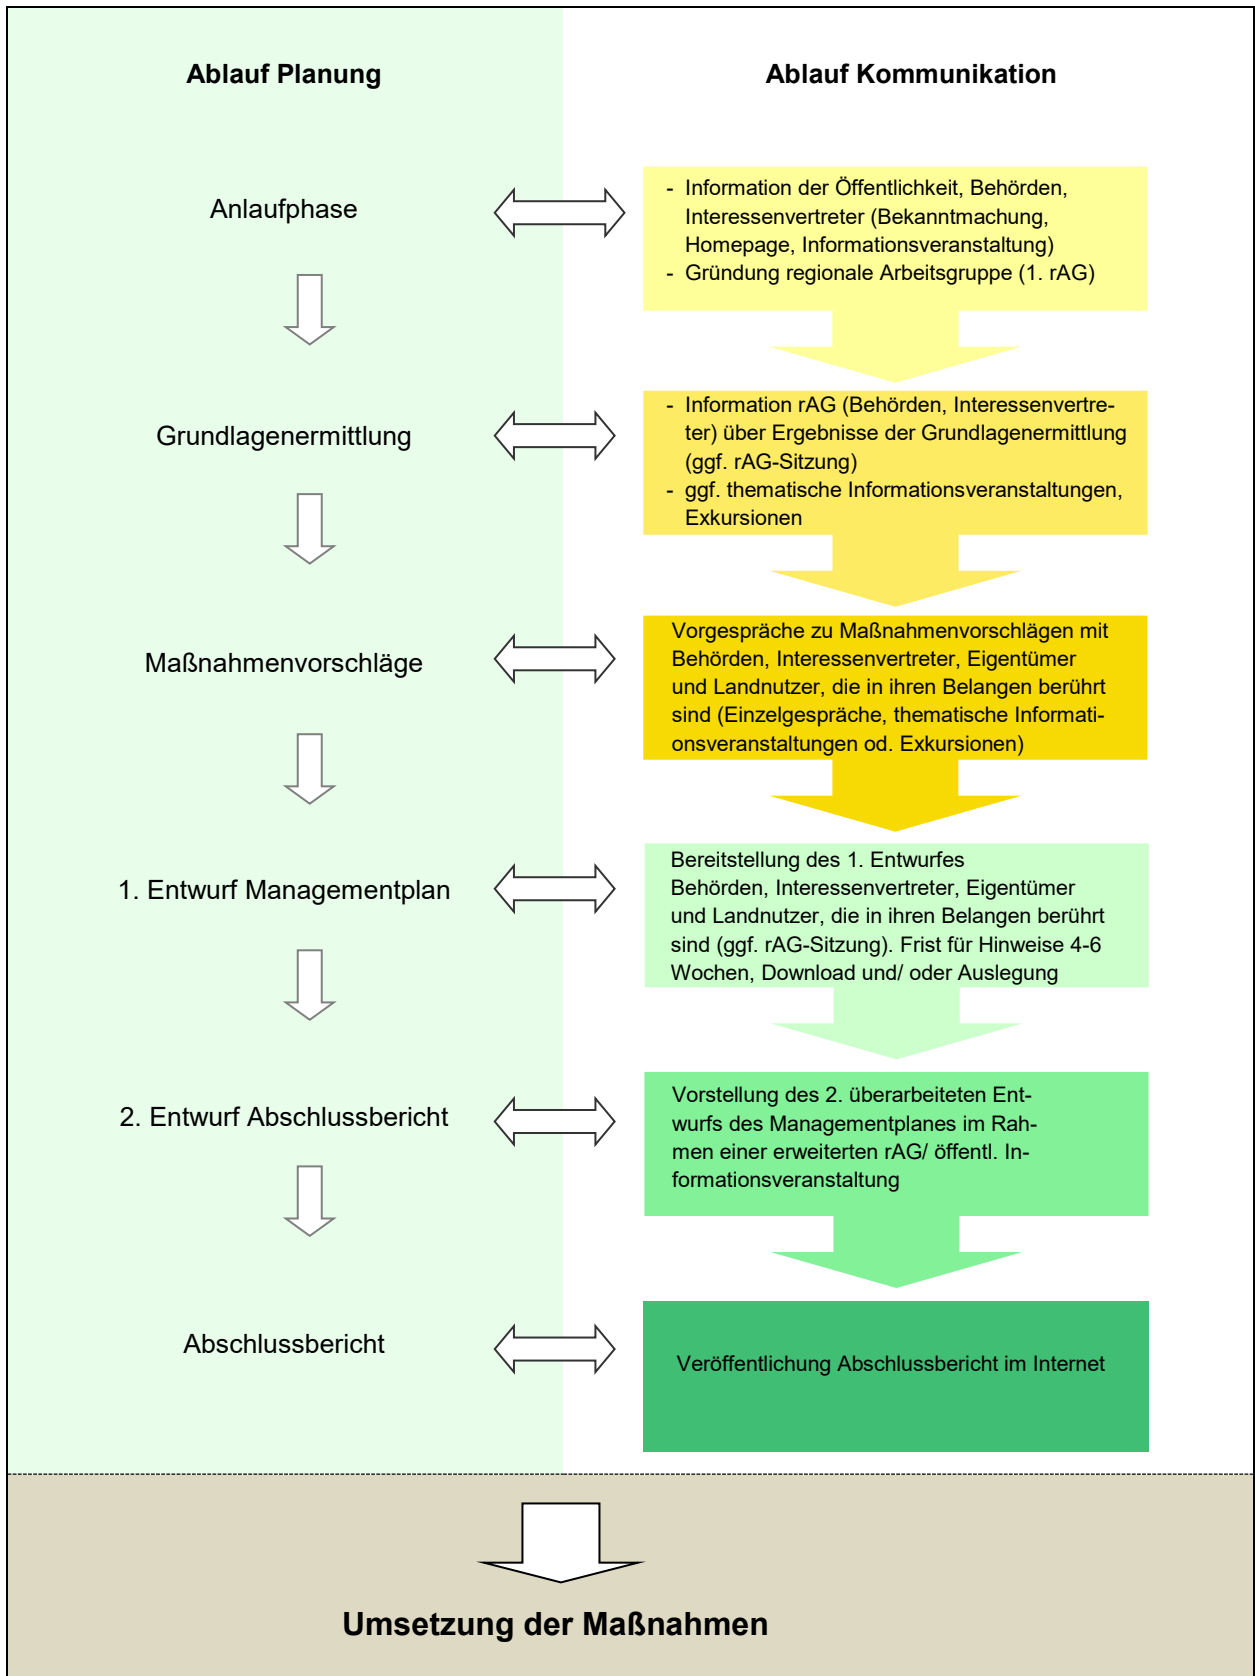 Ablauf Planung
Ablauf Kommunikation
Anlaufphase
- Information der Öffentlichkeit, Behörden,
Interessenvertreter (Bekanntmachung,
Homepage, Informationsveranstaltung)
- Gründung regionale Arbeitsgruppe (1. rAG)
Grundlagenermittlung
- Information rAG (Behörden, Interessenvertre-
ter) über Ergebnisse der Grundlagenermittlung
(ggf. rAG-Sitzung)
- ggf. thematische Informationsveranstaltungen,
Exkursionen
Maßnahmenvorschläge
Vorgespräche zu Maßnahmenvorschlägen mit
Behörden, Interessenvertreter, Eigentümer
und Landnutzer, die in ihren Belangen berührt
sind (Einzelgespräche, thematische Informati-
onsveranstaltungen od. Exkursionen)
1. Entwurf Managementplan
Bereitstellung des 1. Entwurfes
Behörden, Interessenvertreter, Eigentümer
und Landnutzer, die in ihren Belangen berührt
sind (ggf. rAG-Sitzung). Frist für Hinweise 4-6
Wochen, Download und/ oder Auslegung
2. Entwurf Abschlussbericht
Vorstellung des 2. überarbeiteten Ent-
wurfs des Managementplanes im Rah-
men einer erweiterten rAG/ öffentl. In-
formationsveranstaltung
Abschlussbericht
Veröffentlichung Abschlussbericht im Internet
Umsetzung der Maßnahmen